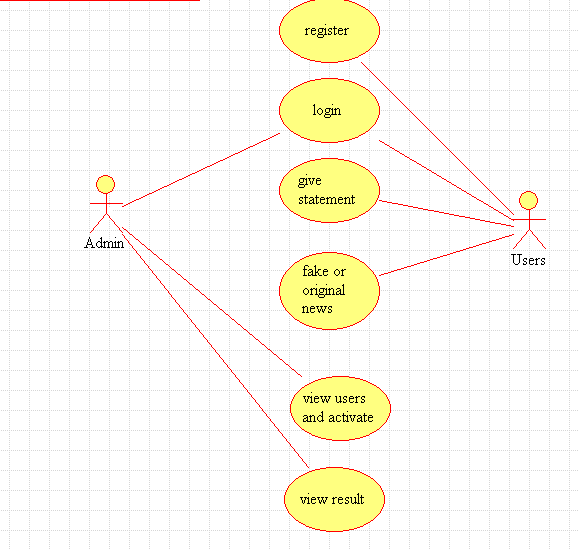 register
login
give
statement
Admin
Users
fake or
original
news
view users
and activate
view result